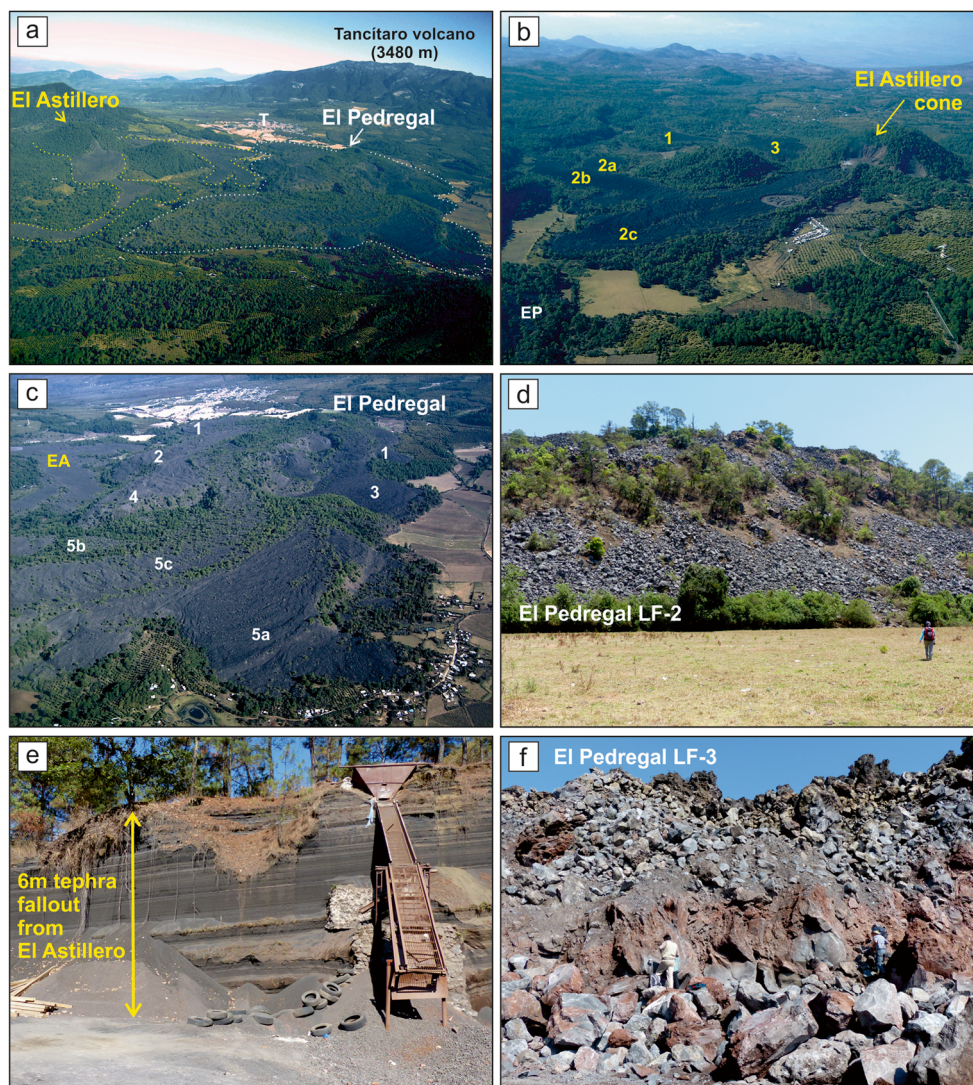 a
Tancítaro volcano
(3480 m)
El Astillero
T
El Pedregal
b
El Astillero
cone
1
3
2a
2b
2c
EP
c
El Pedregal
1
EA
2
1
4
3
5b
5c
5a
d
El Pedregal LF-2
e
6m tephra
fallout
from
El Astillero
f
El Pedregal LF-3